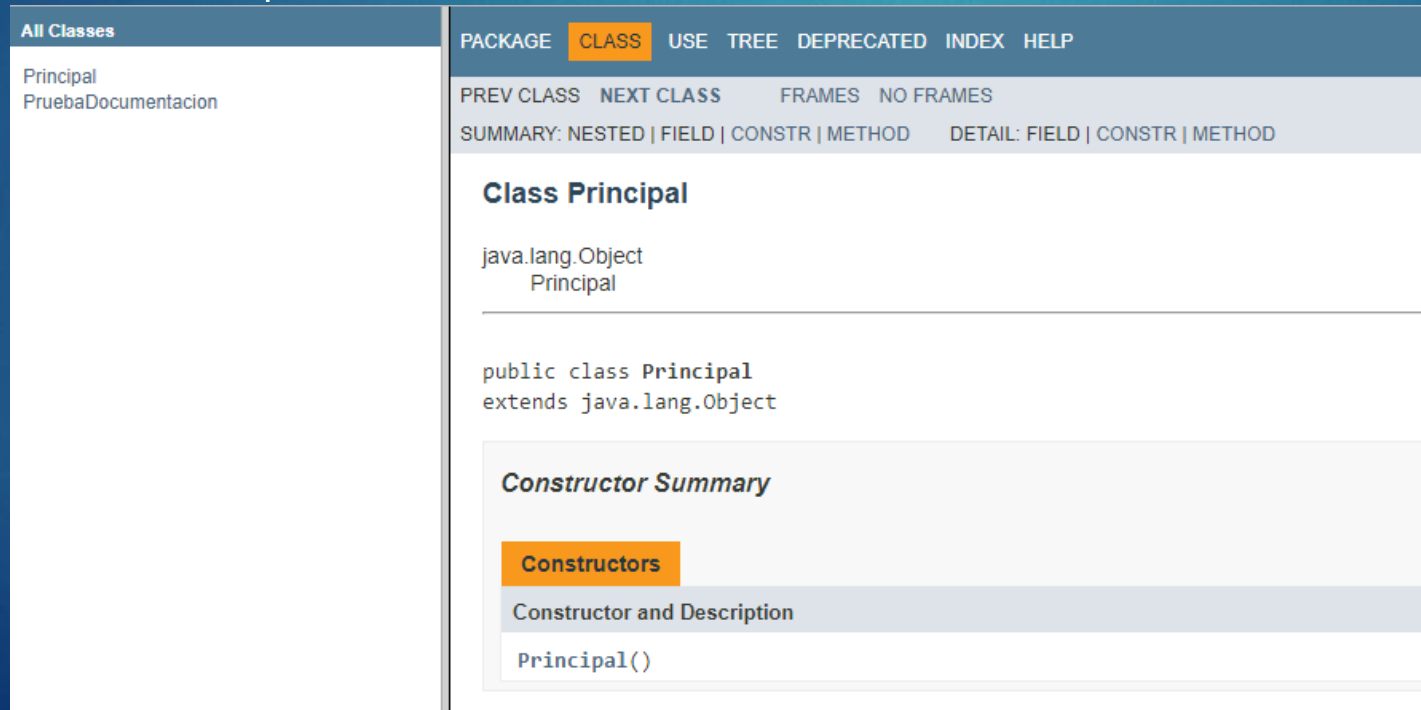 All Classes
Principal
PruebaDocumentacion
PACKAGE CLASS USE TREE DEPRECATED INDEX HELP
PREV CLASS NEXT CLASS FRAMES NO FRAMES
SUMMARY: NESTED | FIELD | CONSTR | METHOD DETAIL: FIELD | CONSTR | METHOD
Class Principal
java.lang.Object
Principal
public class Principal
extends java.lang.Object
Constructor Summary
Constructors
Constructor and Description
Principal()